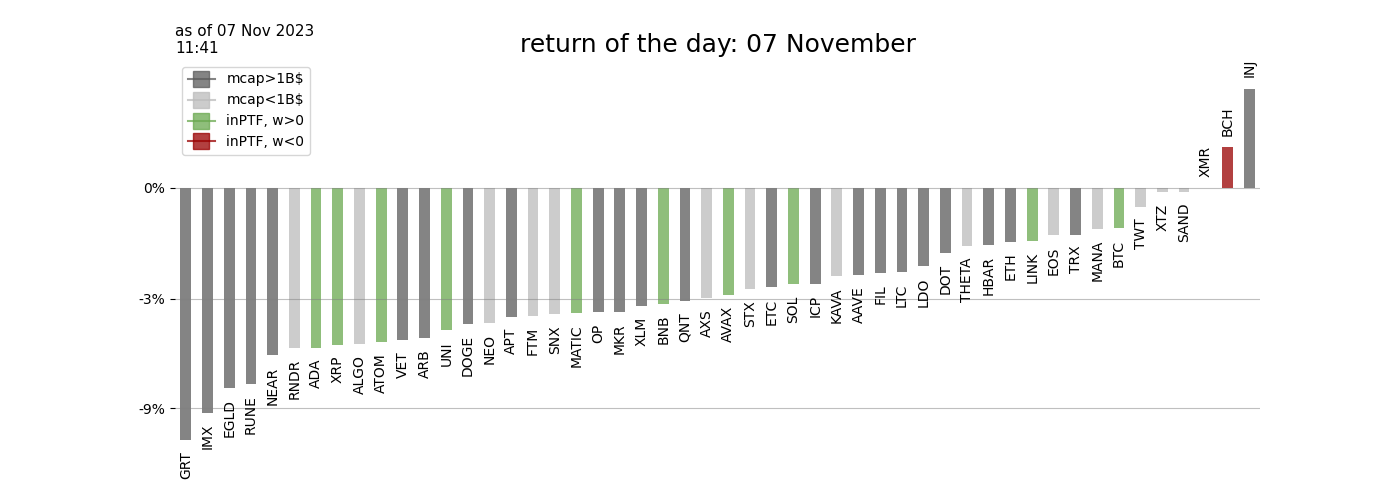 as of 07 Nov 2023
11:41
return of the day: 07 November
mcap>1B$
mcap<1B$
inPTF, w>0
inPTF, w<0
0%
-3%
-9%
GRT
IMX
EGLD
RUNE
NEAR
RNDR
ADA
XRP
ALGO
ATOM
VET
ARB
UNI
DOGE
NEO
APT
FTM
SNX
MATIC
OP
MKR
XLM
BNB
QNT
AXS
AVAX
STX
ETC
SOL
ICP
KAVA
AAVE
FIL
LTC
LDO
DOT
THETA
HBAR
ETH
LINK
EOS
TRX
MANA
BTC
TWT
XTZ
SAND
XMR
BCH
INJ